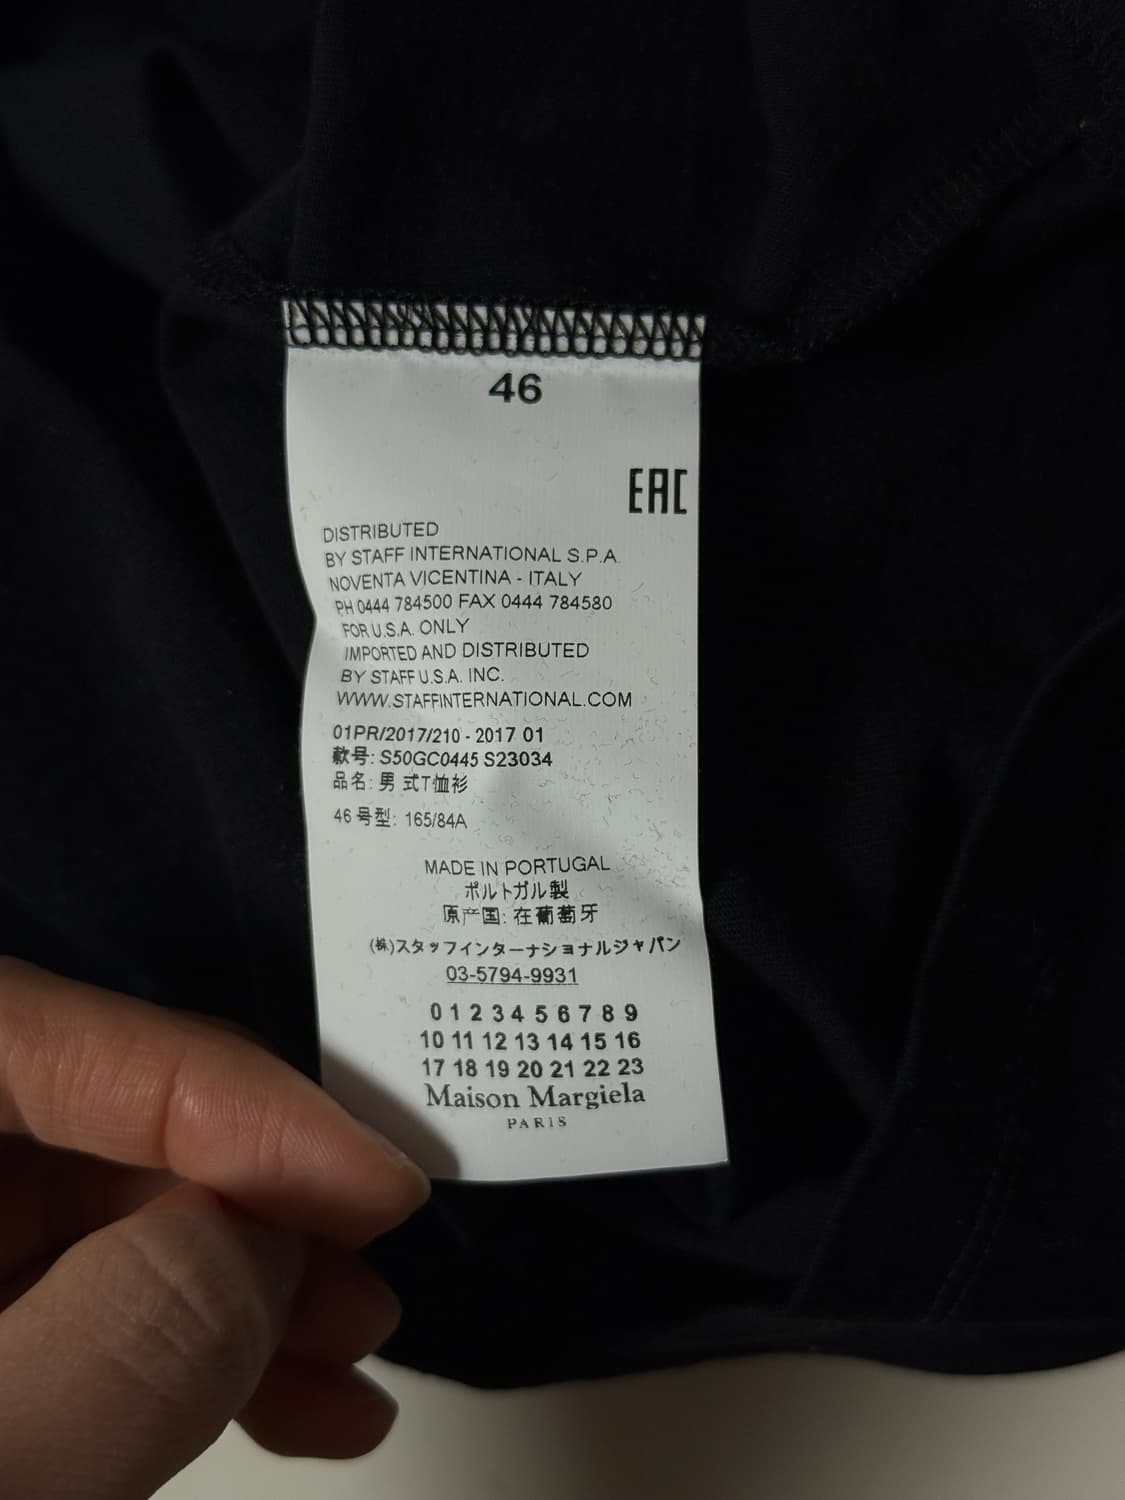 46
EAC
DISTRIBUTED
BY STAFF INTERNATIONAL S.P.A.
NOVENTA VICENTINA - ITALY
PH 0444 784500 FAX 0444 784580
FOR U.S.A. ONLY
IMPORTED AND DISTRIBUTED
BY STAFF U.S.A. INC.
WWW.STAFFINTERNATIONAL.COM
01PR/2017/210 - 2017 01
款号: S50GC0445 S23034
品名: 男 式T恤衫
46 号型: 165/84A
MADE IN PORTUGAL
ポルトガル製
原产国: 在葡萄牙
(株)スタッフインターナショナルジャパン
03-5794-9931
0 1 2 3 4 5 6 7 8 9
10 11 12 13 14 15 16
17 18 19 20 21 22 23
Maison Margiela
PARIS